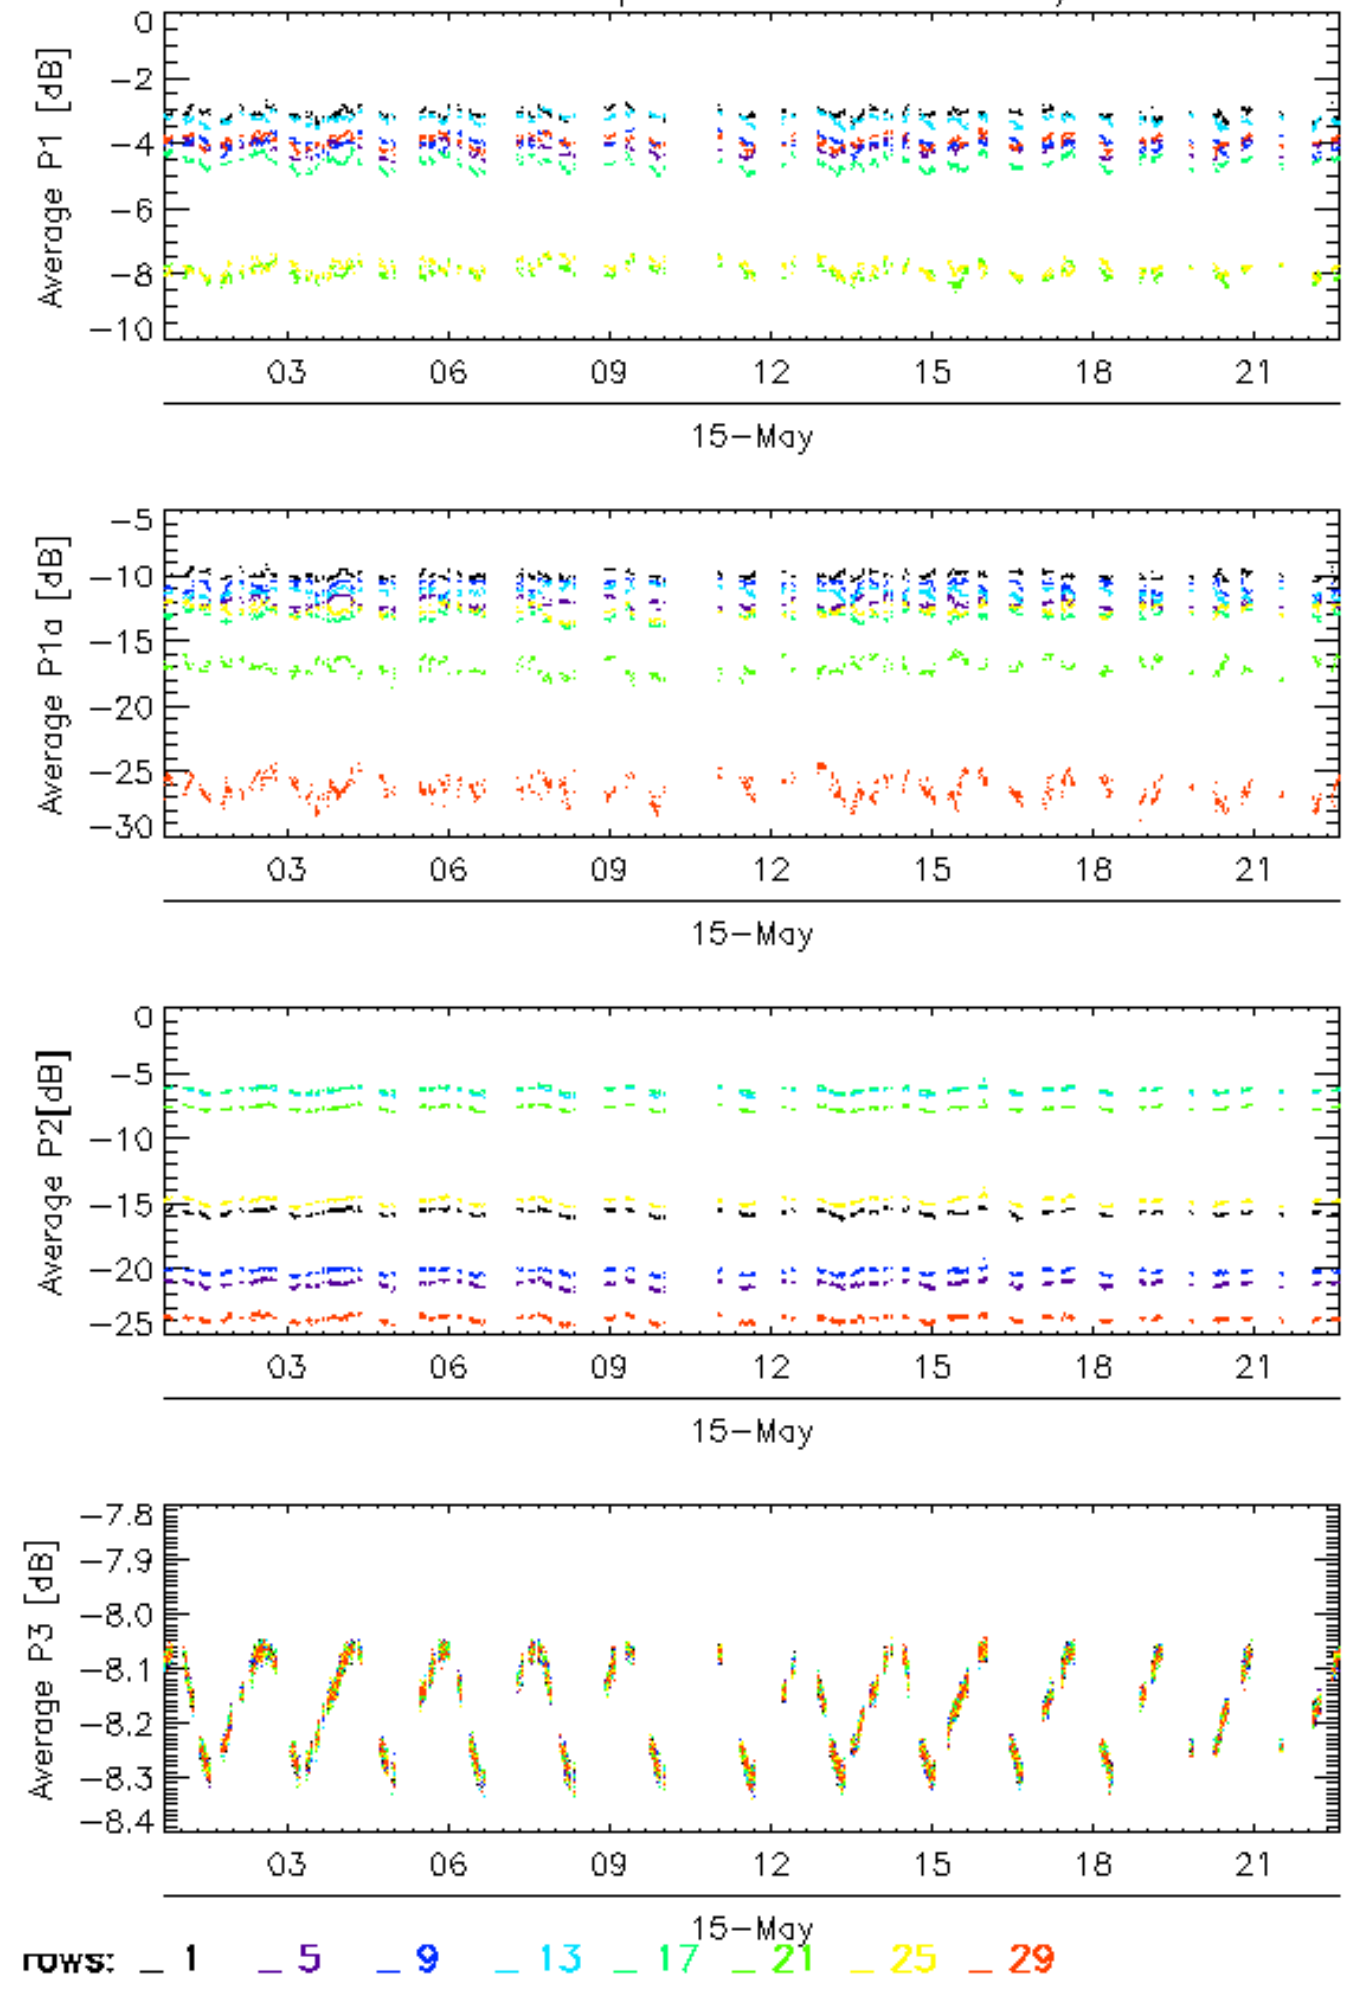 0
−2
−4
−6
−8
−10
Average P1 [dB]
03 06 09 12 15 18 21
15−May
−5
−10
−15
−20
−25
−30
Average P1a [dB]
03 06 09 12 15 18 21
15−May
0
−5
−10
−15
−20
−25
Average P2[dB]
03 06 09 12 15 18 21
15−May
−7.8
−7.9
−8.0
−8.1
−8.2
−8.3
−8.4
Average P3 [dB]
03 06 09 12 15 18 21
15−May
rows: _ 1 _ 5 _ 9 _ 13 _ 17 _ 21 _ 25 _ 29